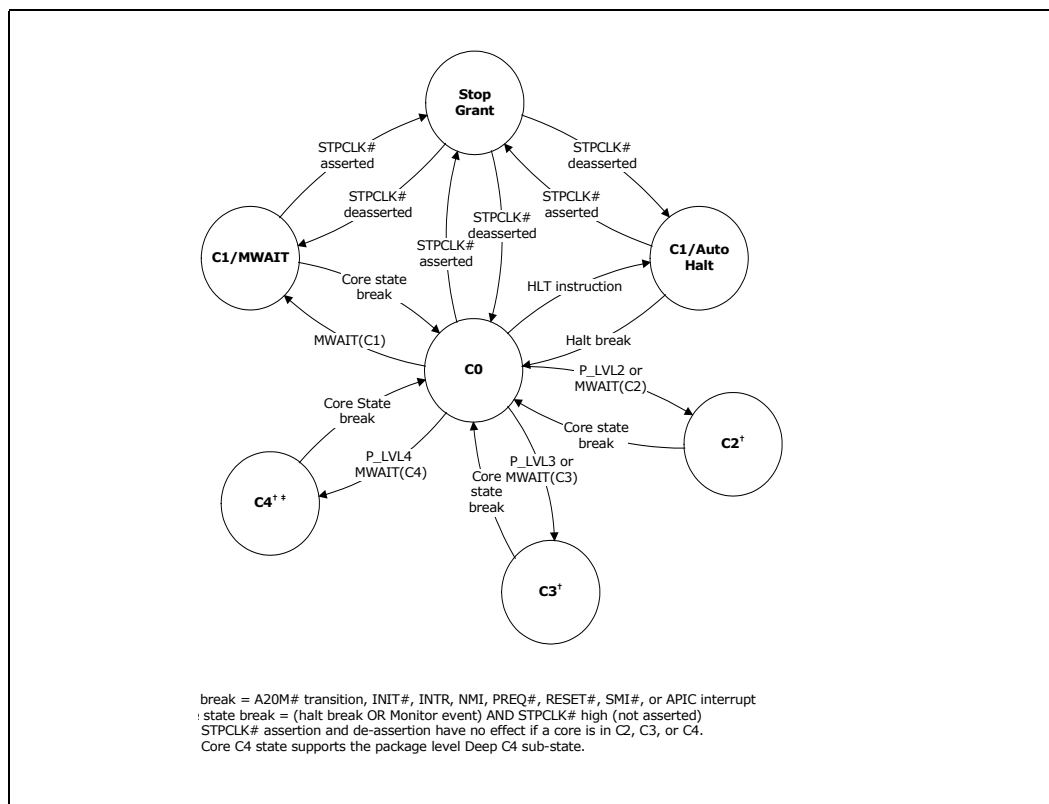 Stop
Grant
STPCLK#
asserted
STPCLK#
deasserted
STPCLK#
deasserted
STPCLK#
asserted
STPCLK#
deasserted
STPCLK#
asserted
C1/MWAIT
C1/Auto
Halt
Core state
break
HLT instruction
MWAIT(C1)
Halt break
C0
P_LVL2 or
MWAIT(C2)
Core State
break
Core state
break
C2†
P_LVL4
MWAIT(C4)
P_LVL3 or
MWAIT(C3)
Core
state
break
C4† ‡
C3†
break = A20M# transition, INIT#, INTR, NMI, PREQ#, RESET#, SMI#, or APIC interrupt
state break = (halt break OR Monitor event) AND STPCLK# high (not asserted)
STPCLK# assertion and de-assertion have no effect if a core is in C2, C3, or C4.
Core C4 state supports the package level Deep C4 sub-state.